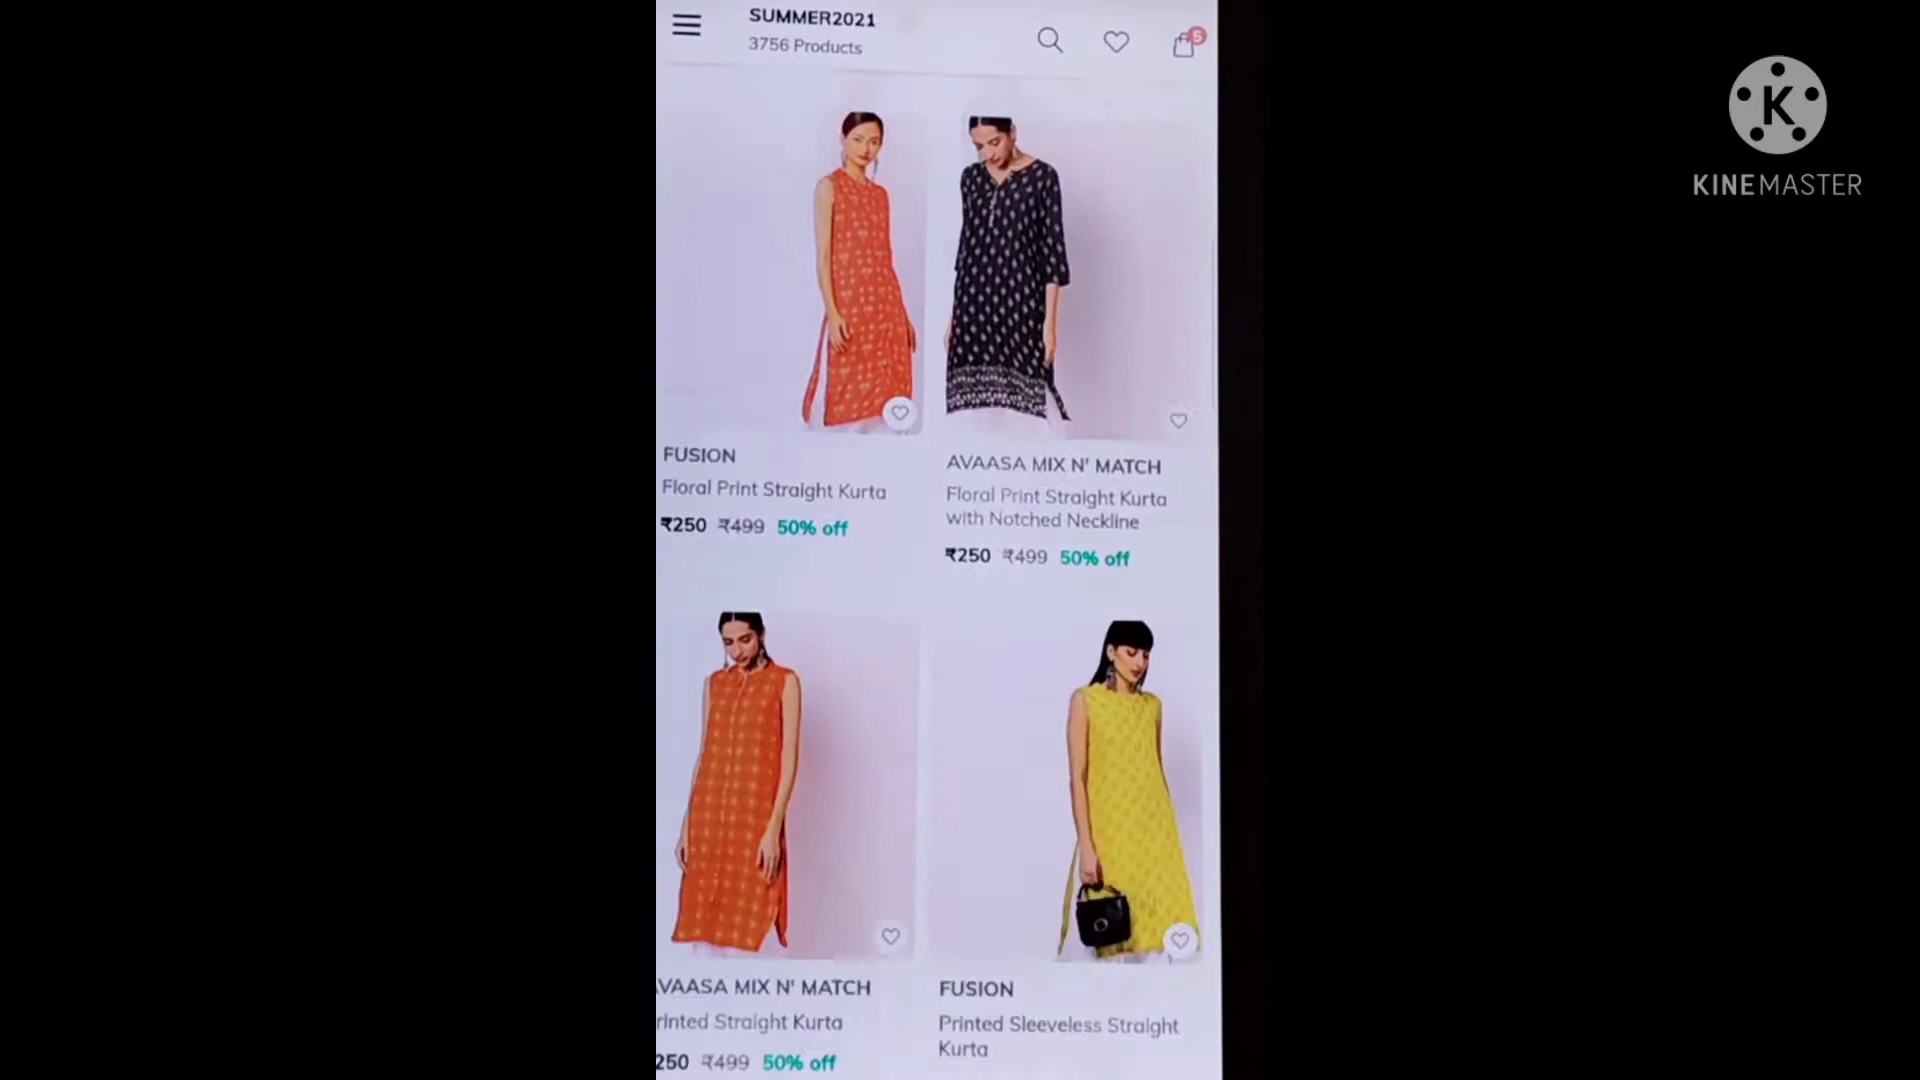 SUMMER2021
3756 Products
5
K
KINEMASTER
FUSION
Floral Print Straight Kurta
₹250 ₹499 50% off
AVAASA MIX N' MATCH
Floral Print Straight Kurta
with Notched Neckline
₹250 ₹499 50% off
VAASA MIX N' MATCH
rinted Straight Kurta
250 ₹499 50% off
FUSION
Printed Sleeveless Straight
Kurta